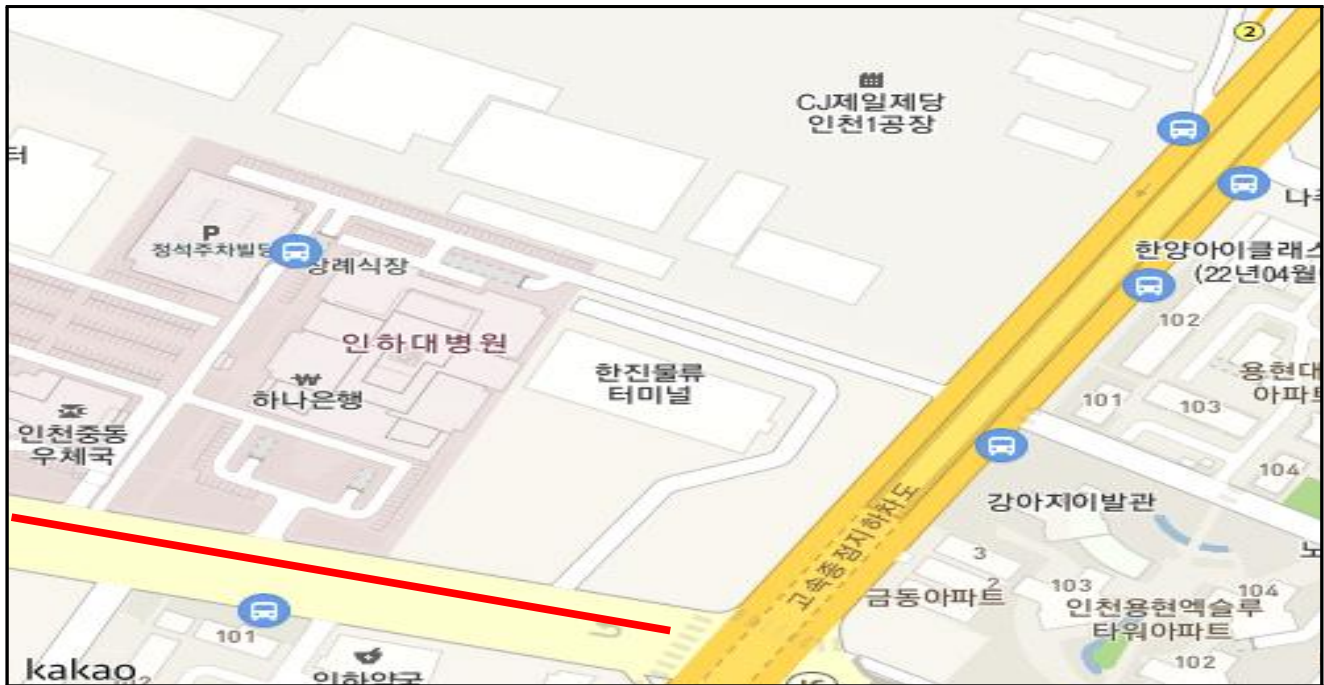 2
CJ제일제당
인천1공장
터
P
정석주차빌딩
장례식장
한양아이클래스
(22년04월
102
인하대병원
₩
하나은행
한진물류
터미널
용현대
아파트
101
103
인천중동
우체국
104
강아지이발관
고속종점지하차도
3
2
금동아파트
103
104
인천용현엑슬루
타워아파트
102
101
kakao
인하약국